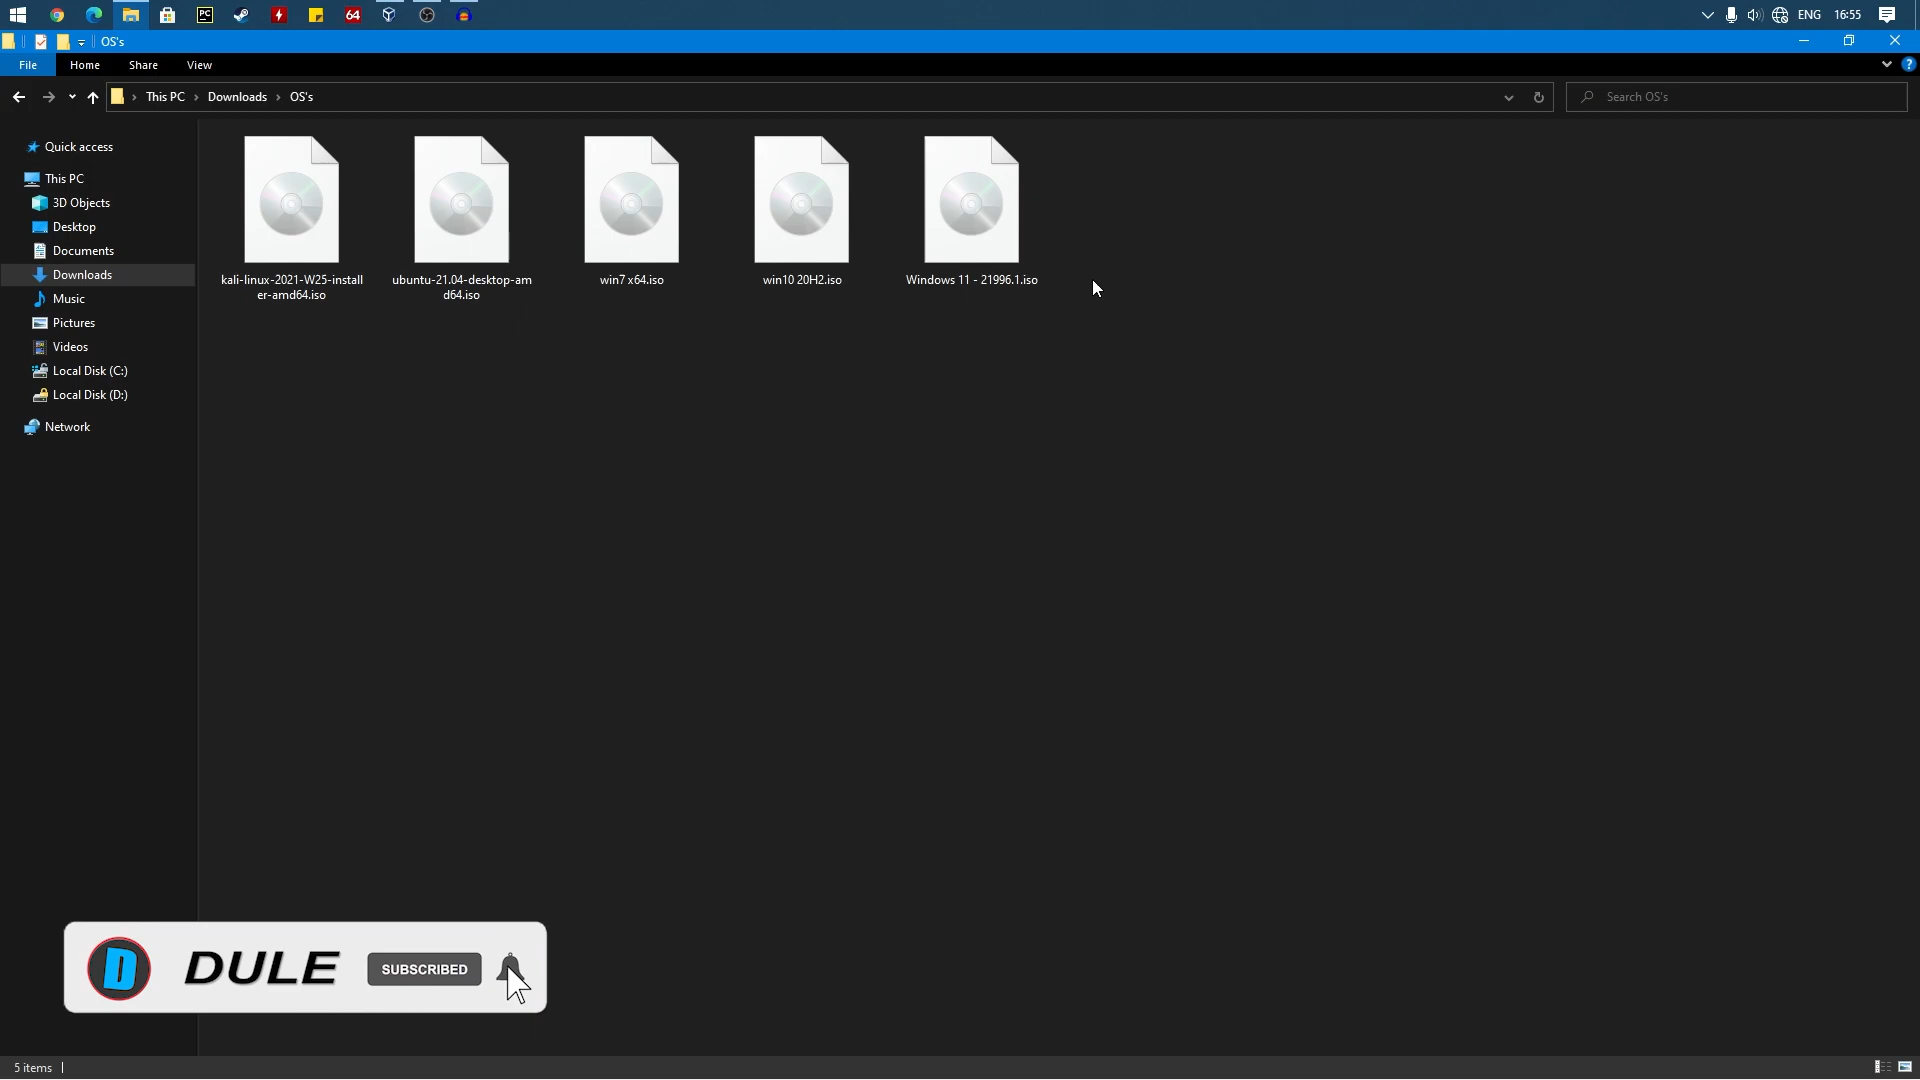 PC
64
ENG
16:55
OS's
File
Home
Share
View
This PC
Downloads
OS's
Search OS's
Quick access
This PC
3D Objects
Desktop
Documents
Downloads
Music
Pictures
Videos
Local Disk (C:)
Local Disk (D:)
Network
kali-linux-2021-W25-install
er-amd64.iso
ubuntu-21.04-desktop-am
d64.iso
win7 x64.iso
win10 20H2.iso
Windows 11 - 21996.1.iso
D
DULE
SUBSCRIBED
5 items